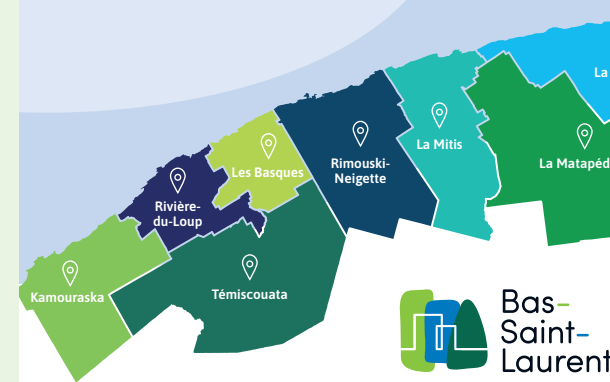 La
La Matapéd
La Mitis
Rimouski-
Neigette
Les Basques
Rivière-
du-Loup
Témiscouata
Kamouraska
Bas-
Saint-
Laurent